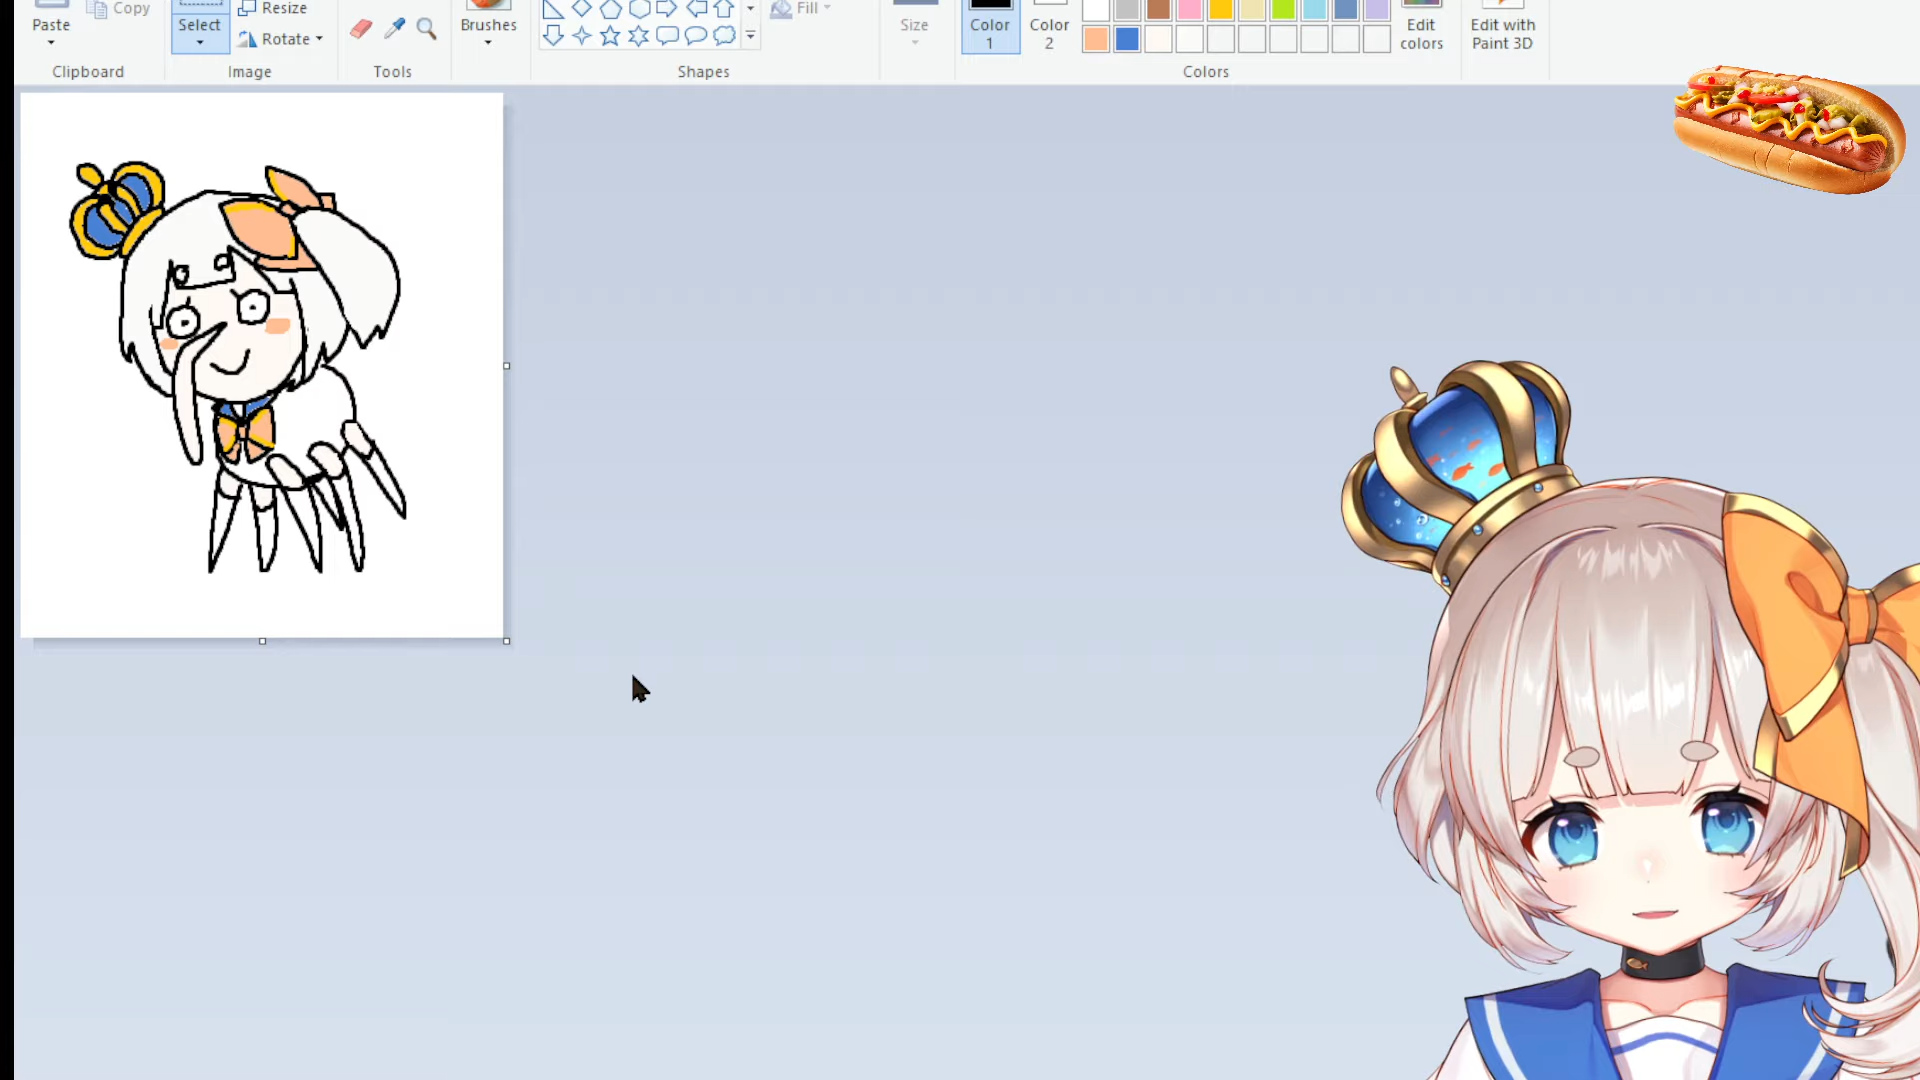 Paste
Copy
Clipboard
Select
Resize
Rotate
Image
Tools
Brushes
Shapes
Fill
Size
Color
1
Color
2
Edit
colors
Colors
Edit with
Paint 3D